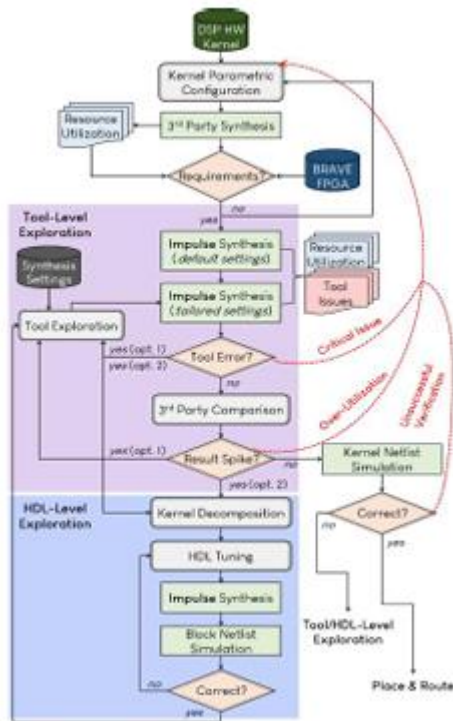 DSP HW
Kernel
Kernel Parametric
Configuration
Resource
Utilization
3rd Party Synthesis
Requirements?
BRAVE
FPGA
no
yes
Tool-Level
Exploration
Impulse Synthesis
(default settings)
Resource
Utilization
Synthesis
Settings
Tool
Issues
Impulse Synthesis
(tailored settings)
Tool Exploration
Critical Issue
yes (opt. 1)
Tool Error?
yes (opt. 2)
no
Over-Utilization
Unsuccessful
Verification
3rd Party Comparison
yes (opt. 1)
Result Spike?
no
Kernel Netlist
Simulation
yes (opt. 2)
HDL-Level
Exploration
Kernel Decomposition
no
Correct?
yes
HDL Tuning
Impulse Synthesis
Block Netlist
Simulation
Tool/HDL-Level
Exploration
no
Correct?
Place & Route
yes